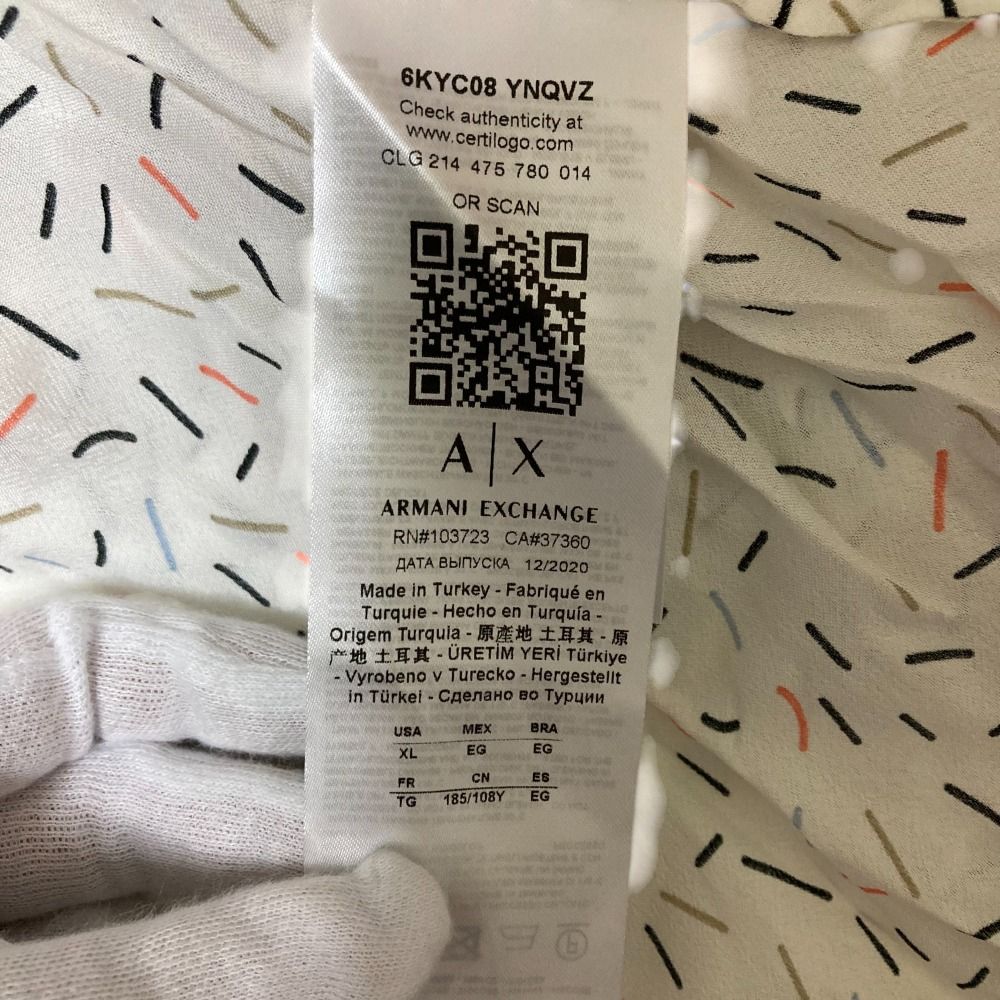 6KYC08 YNQVZ
Check authenticity at
www.certilogo.com
CLG 214 475 780 014
OR SCAN
A|X
ARMANI EXCHANGE
RN#103723 CA#37360
ДАТА ВЫПУСКА 12/2020
Made in Turkey - Fabriqué en
Turquie - Hecho en Turquía -
Origem Turquia - 原產地 土耳其 - 原
产地 土耳其 - ÜRETİM YERİ Türkiye
- Vyrobeno v Turecko - Hergestellt
in Türkei - Сделано во Турции
USA MEX BRA
XL EG EG
FR CN ES
TG 185/108Y EG